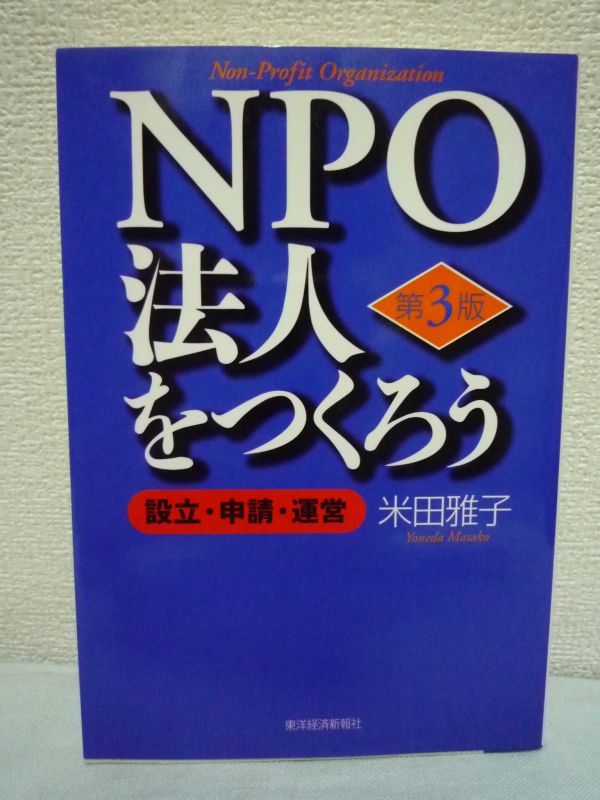 Non-Profit Organization
NPO
法人
第3版
をつくろう
設立・申請・運営
米田雅子
Yoneda Masako
東洋経済新報社